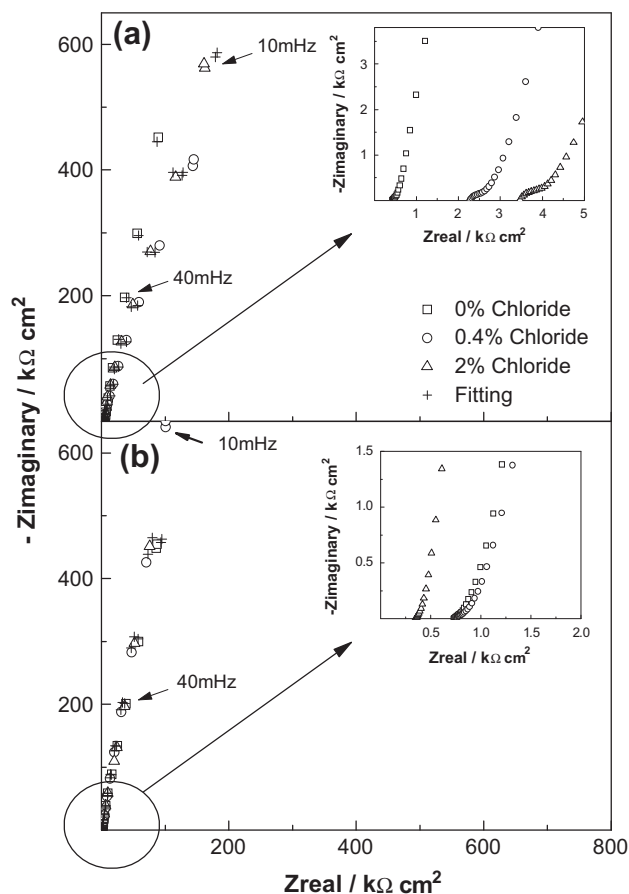 (a)
600
400
200
10mHz
40mHz
3
2
1
1 2 3 4 5
-Zimaginary / kΩ cm²
Zreal / kΩ cm²
0% Chloride
0.4% Chloride
2% Chloride
Fitting
- Zimaginary / kΩ cm²
(b)
600
400
200
10mHz
40mHz
1.5
1.0
0.5
0.5 1.0 1.5 2.0
-Zimaginary / kΩ cm²
Zreal / kΩ cm²
200 400 600 800
Zreal / kΩ cm²